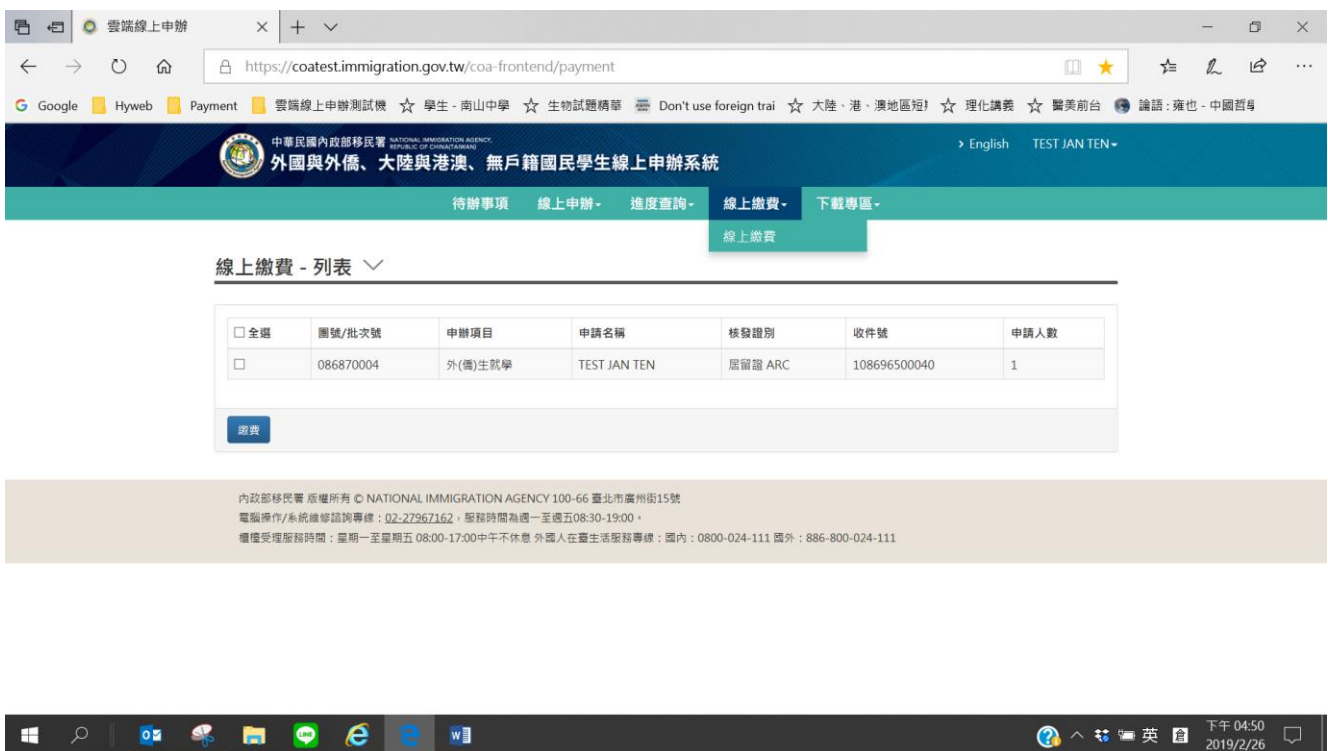 雲端線上申辦
https://coatest.immigration.gov.tw/coa-frontend/payment
Google Hyweb Payment 雲端線上申辦測試機 學生 - 南山中學 生物試題精華 Don't use foreign trai 大陸、港、澳地區短期 理化講義 醫美前台 論語 : 雍也 - 中國哲學
中華民國內政部移民署 NATIONAL IMMIGRATION AGENCY, REPUBLIC OF CHINA(TAIWAN)
外國與外僑、大陸與港澳、無戶籍國民學生線上申辦系統
English TEST JAN TEN
待辦事項 線上申辦 進度查詢 線上繳費 下載專區
線上繳費
線上繳費 - 列表
全選 團號/批次號 申辦項目 申請名稱 核發證別 收件號 申請人數
086870004 外(僑)生就學 TEST JAN TEN 居留證 ARC 108696500040 1
繳費
內政部移民署 版權所有 © NATIONAL IMMIGRATION AGENCY 100-66 臺北市廣州街15號
電腦操作/系統維修諮詢專線：02-27967162，服務時間為週一至週五08:30-19:00。
櫃檯受理服務時間：星期一至星期五 08:00-17:00中午不休息 外國人在臺生活服務專線：國內：0800-024-111 國外：886-800-024-111
英 倉 下午 04:50
2019/2/26